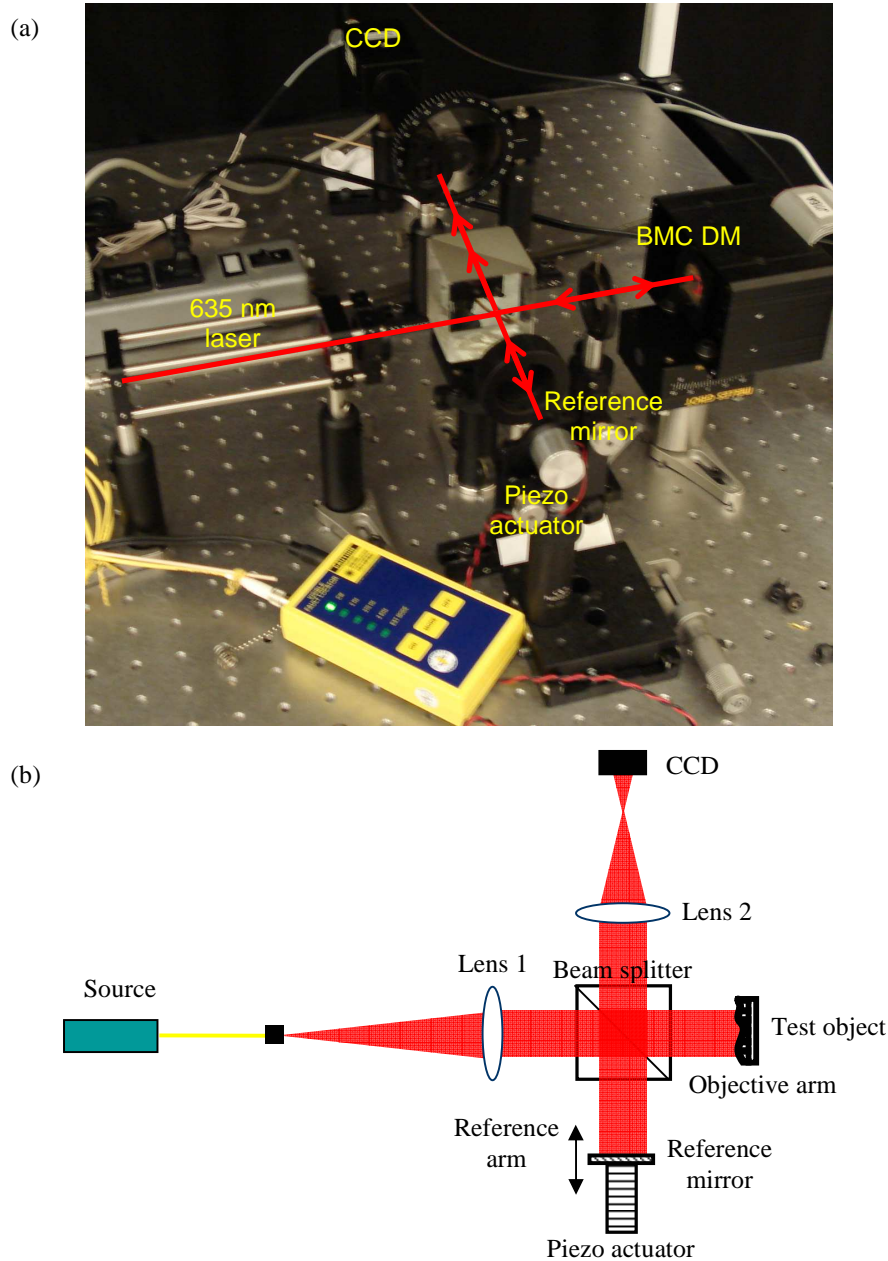 (a)
CCD
BMC DM
635 nm
laser
Reference
mirror
Piezo
actuator
CAUTION
(b)
CCD
Lens 2
Lens 1
Beam splitter
Source
Test object
Objective arm
Reference
arm
Reference
mirror
Piezo actuator